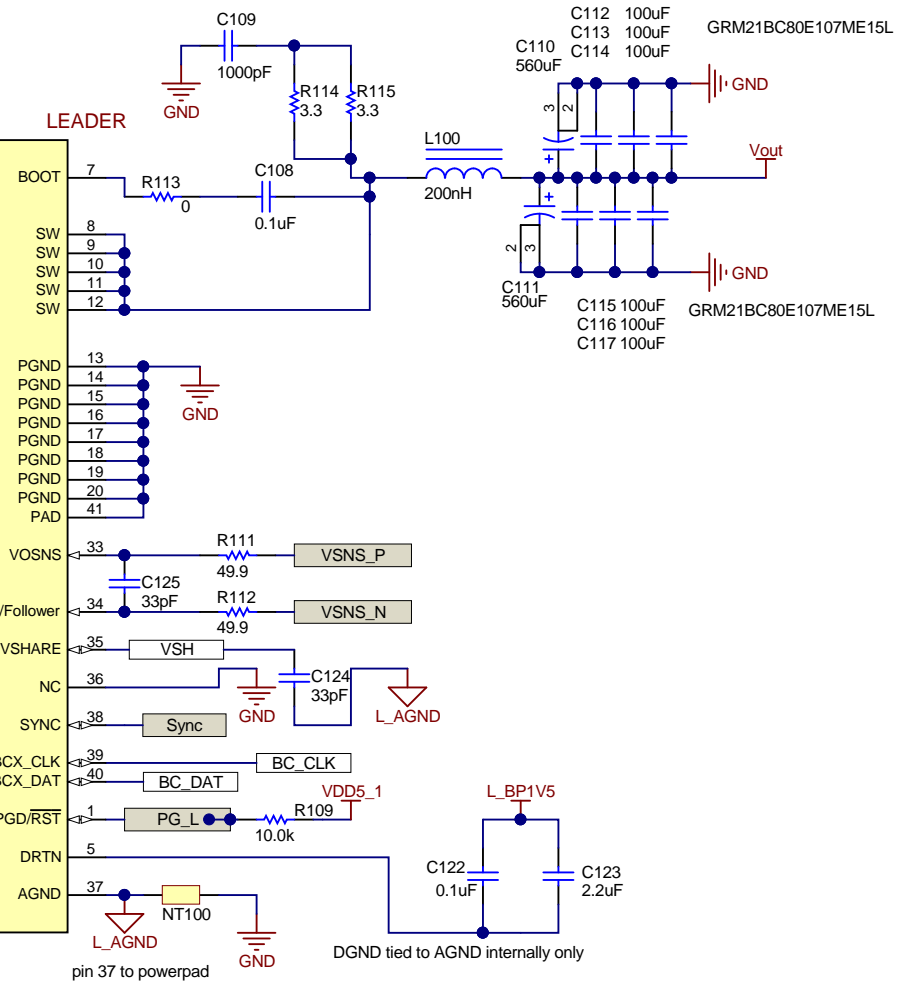 C109
1000pF
GND
R114
3.3
R115
3.3
C112 100uF
C113 100uF
C114 100uF
GRM21BC80E107ME15L
C110
560uF
3
2
+
GND
LEADER
L100
200nH
Vout
BOOT 7
R113
0
C108
0.1uF
SW 8
SW 9
SW 10
SW 11
SW 12
+
2
3
C111
560uF
GND
C115 100uF
C116 100uF
C117 100uF
GRM21BC80E107ME15L
PGND 13
PGND 14
PGND 15
PGND 16
PGND 17
PGND 18
PGND 19
PGND 20
PAD 41
GND
VOSNS 33
R111
49.9
VSNS_P
C125
33pF
/Follower 34
R112
49.9
VSNS_N
VSHARE 35
VSH
C124
33pF
NC 36
GND
L_AGND
SYNC 38
Sync
BCX_CLK 39
BC_CLK
BCX_DAT 40
BC_DAT
PGD/RST 1
PG_L
R109
10.0k
VDD5_1
L_BP1V5
DRTN 5
C122
0.1uF
C123
2.2uF
AGND 37
NT100
L_AGND
GND
DGND tied to AGND internally only
pin 37 to powerpad